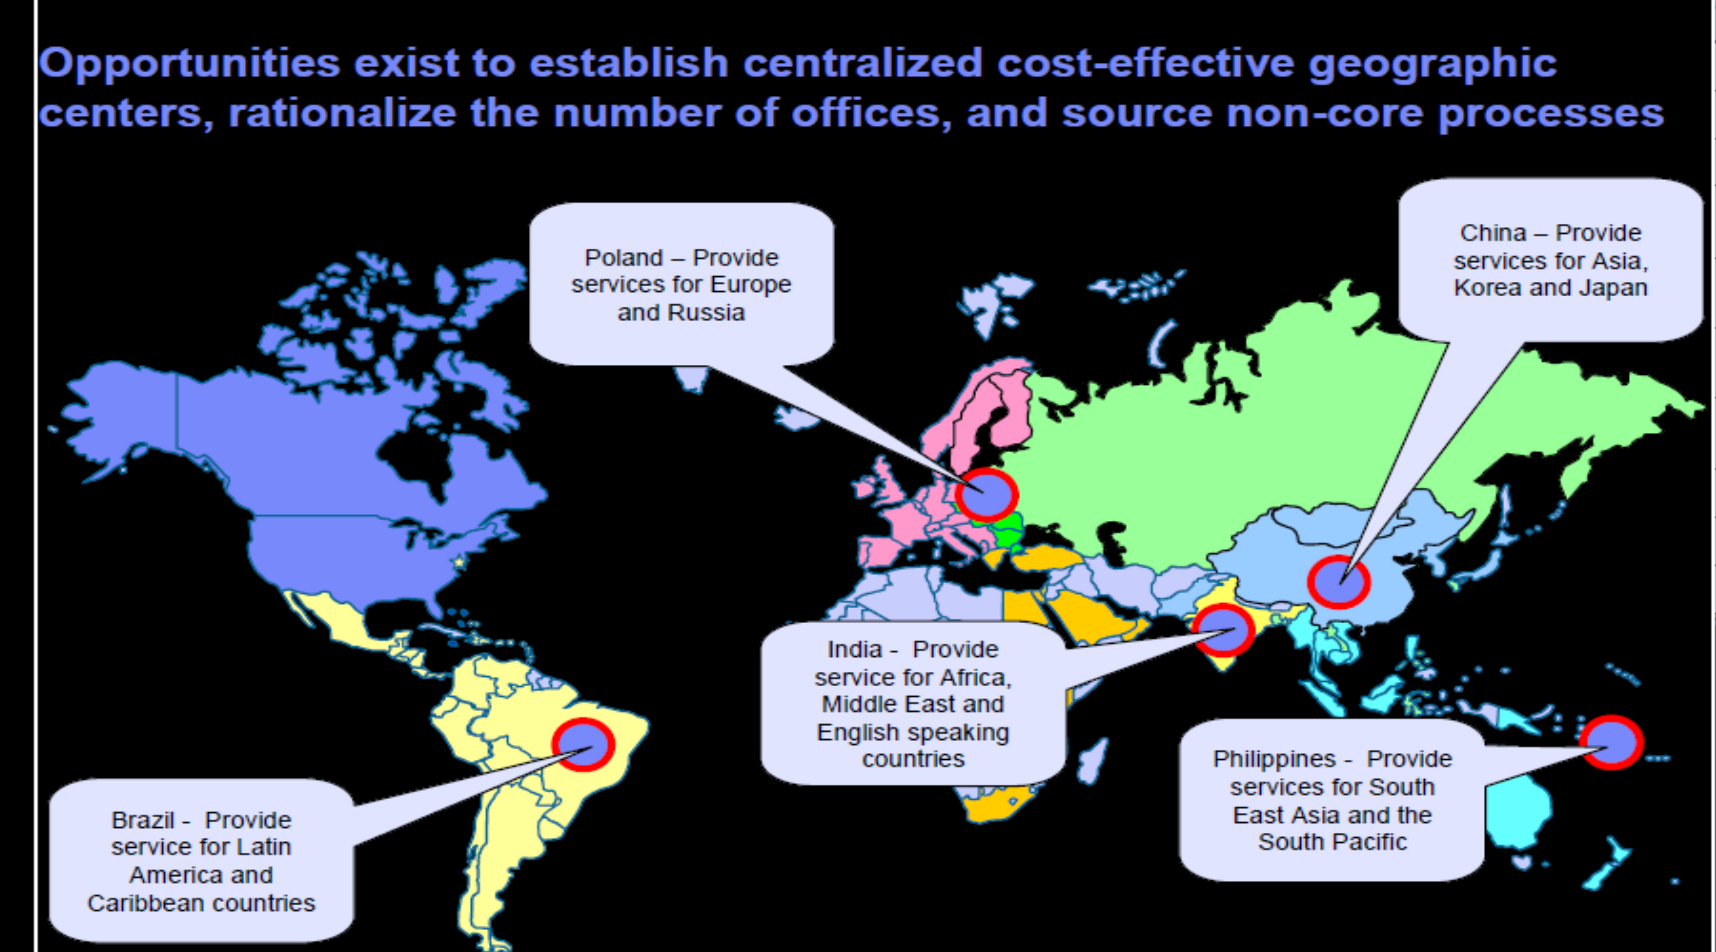 Opportunities exist to establish centralized cost-effective geographic
centers, rationalize the number of offices, and source non-core processes
Poland – Provide
services for Europe
and Russia
China – Provide
services for Asia,
Korea and Japan
India -  Provide
service for Africa,
Middle East and
English speaking
countries
Philippines -  Provide
services for South
East Asia and the
South Pacific
Brazil -  Provide
service for Latin
America and
Caribbean countries